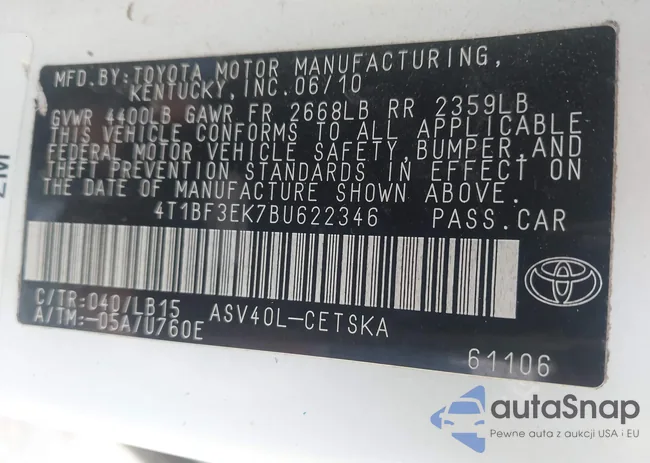 MFD.BY:TOYOTA MOTOR MANUFACTURING,
KENTUCKY,INC.06/10
GVWR 4400LB GAWR FR 2668LB RR 2359LB
THIS VEHICLE CONFORMS TO ALL APPLICABLE
FEDERAL MOTOR VEHICLE SAFETY,BUMPER,AND
THEFT PREVENTION STANDARDS IN EFFECT ON
THE DATE OF MANUFACTURE SHOWN ABOVE.
4T1BF3EK7BU622346 PASS.CAR
C/TR:040/LB15 ASV40L-CETSKA
A/TM:-05A/U760E
61106
autaSnap
Pewne auta z aukcji USA i EU